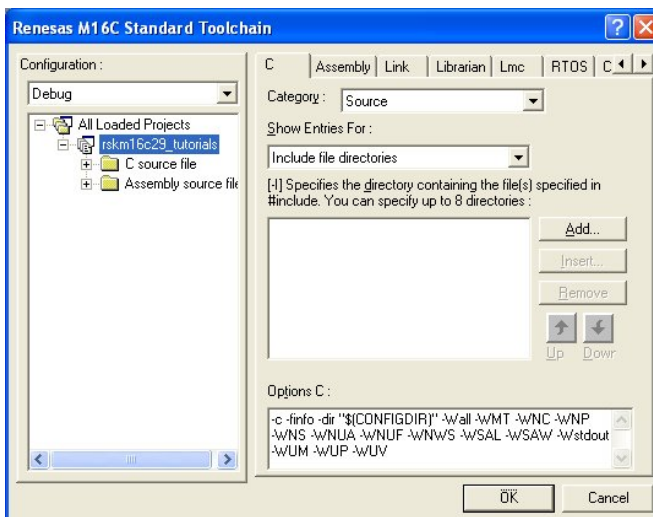 Renesas M16C Standard Toolchain
Configuration :
Debug
All Loaded Projects
rskm16c29_tutorials
C source file
Assembly source file
C Assembly Link Librarian Lmc RTOS C
Category : Source
Show Entries For :
Include file directories
[-I] Specifies the directory containing the file(s) specified in
#include. You can specify up to 8 directories :
Add...
Insert...
Remove
Up Down
Options C :
-c -finfo -dir "$(CONFIGDIR)" -Wall -WMT -WNC -WNP
-WNS -WNUA -WNUF -WNWS -WSAL -WSAW -Wstdout
-WUM -WUP -WUV
OK Cancel